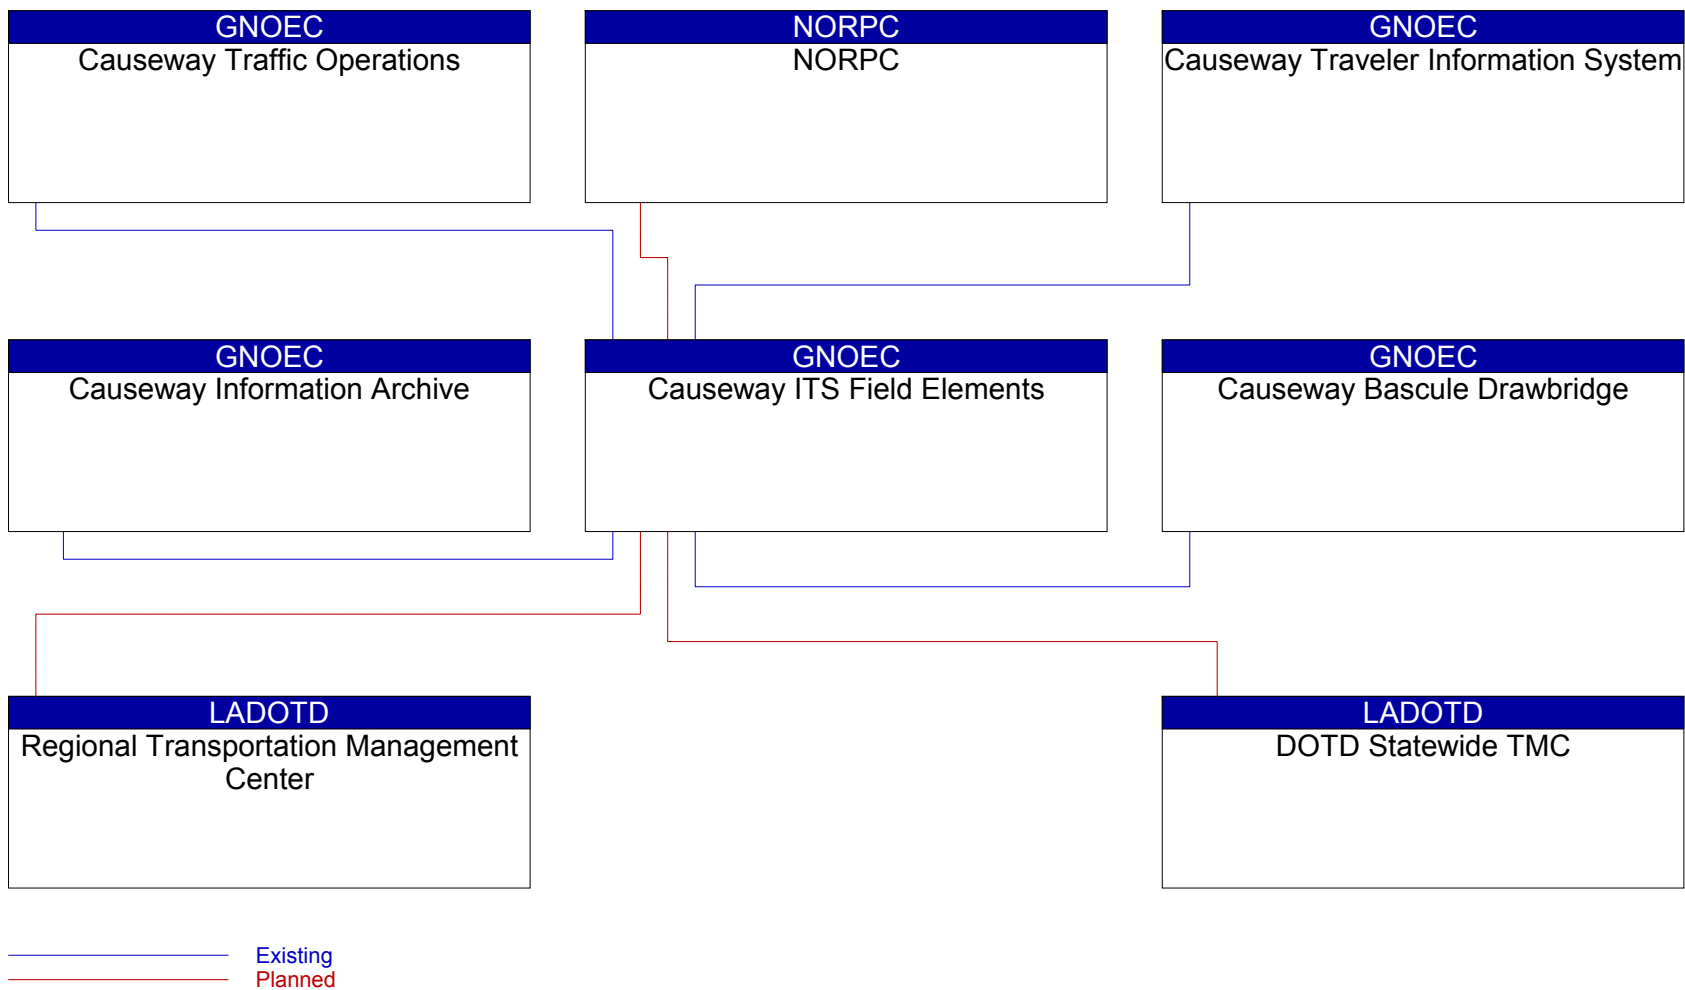 GNOEC
Causeway Traffic Operations
NORPC
NORPC
GNOEC
Causeway Traveler Information System
GNOEC
Causeway Information Archive
GNOEC
Causeway ITS Field Elements
GNOEC
Causeway Bascule Drawbridge
LADOTD
Regional Transportation Management
Center
LADOTD
DOTD Statewide TMC
Existing
Planned